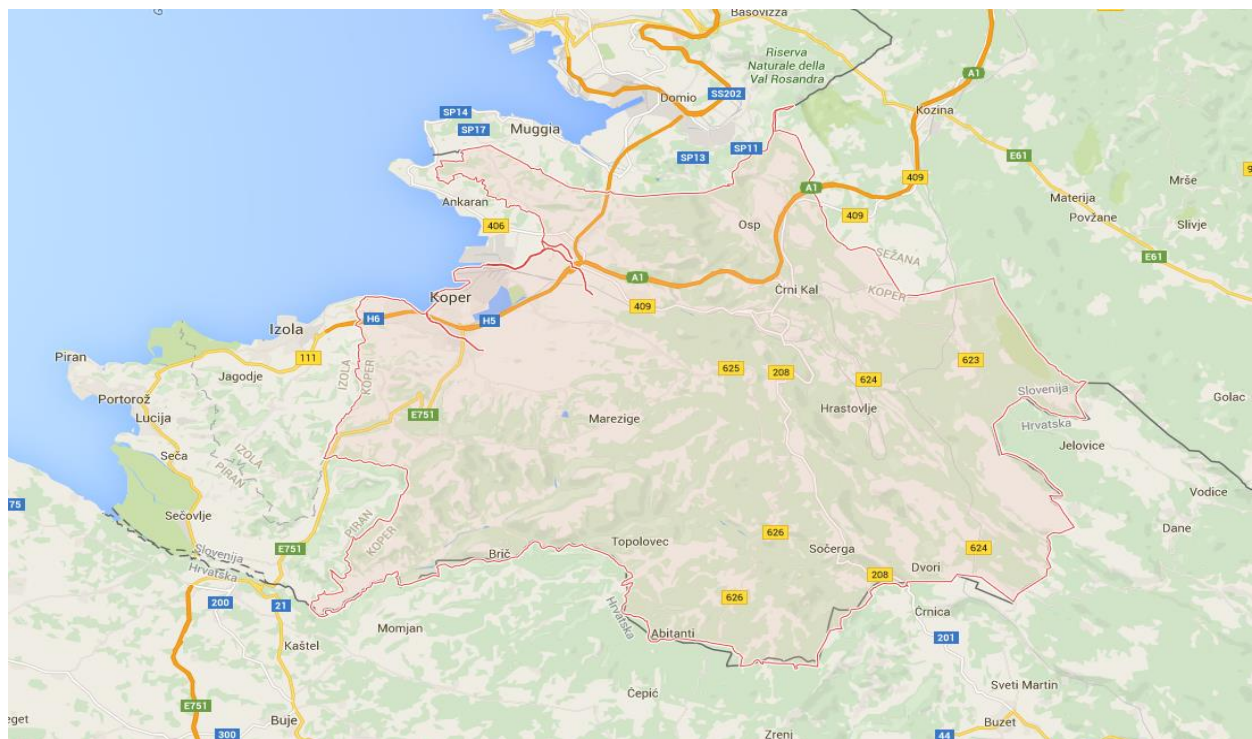 G
Basovizza
Riserva
Naturale della
Val Rosandra
A1
SS202
Domio
Kozina
SP14
SP17
Muggia
SP13
SP11
E61
409
9
Mrše
Materija
Povžane
Slivje
Ankaran
A1
409
406
Osp
SEŽANA
KOPER
E61
A1
Črni Kal
Koper
409
H6
H5
Izola
Piran
111
Jagodje
IZOLA
KOPER
623
625
208
624
Slovenija
Hrvatska
Golac
Portorož
Lucija
E751
Marezige
Hrastovlje
Jelovice
Seča
IZOLA
PIRAN
Vodice
75
Sečovlje
PIRAN
KOPER
Dane
626
Topolovec
Sočerga
624
Slovenija
Hrvatska
E751
Brič
Dvori
208
200
21
626
Hrvatska
Črnica
Momjan
Abitanti
201
Kaštel
Sveti Martin
Čepić
E751
eget
Buje
Buzet
300
Zreni
44